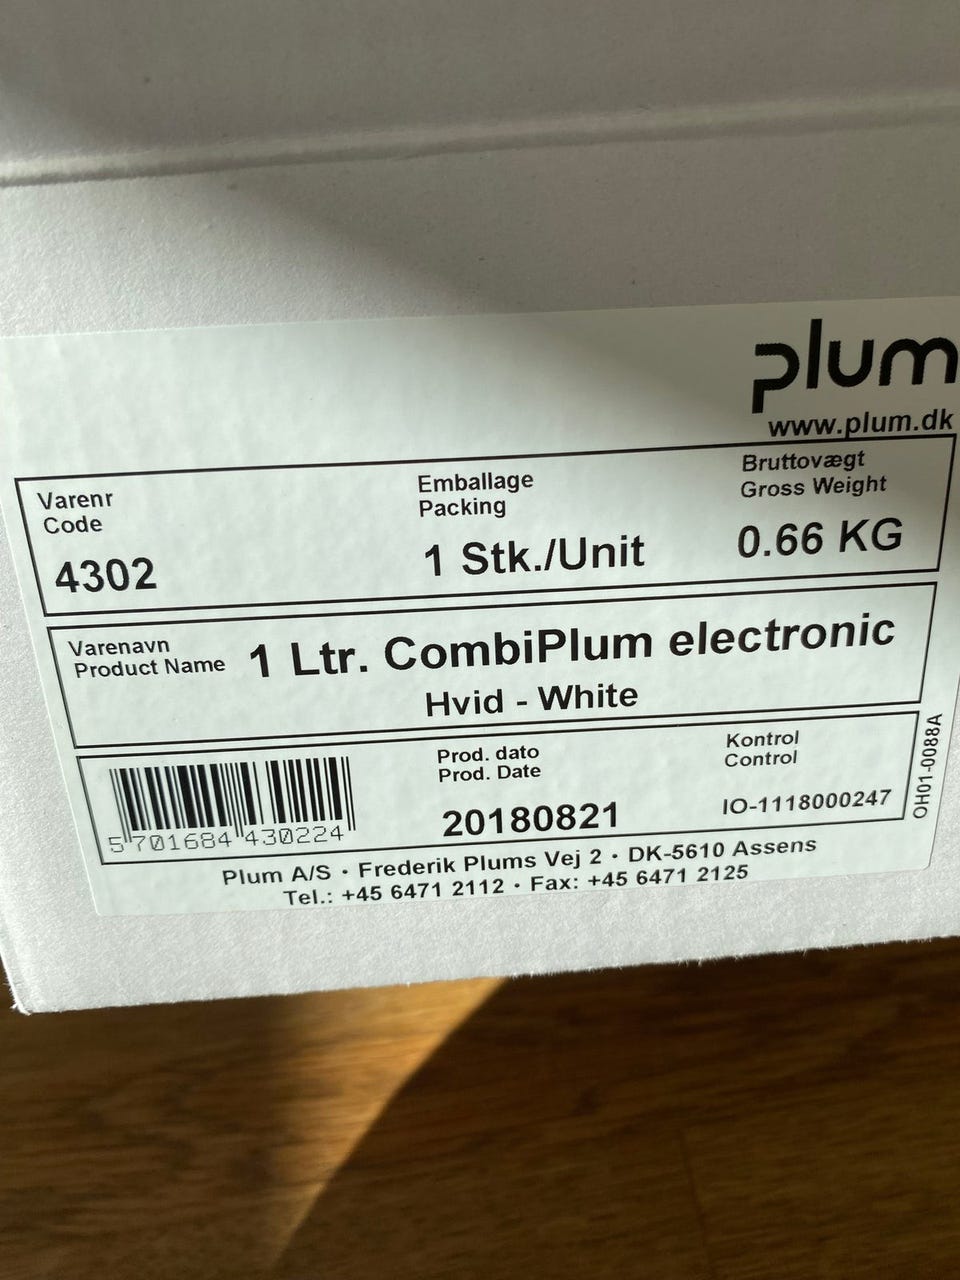 plum
www.plum.dk
Varenr
Code
4302
Emballage
Packing
1 Stk./Unit
Bruttovægt
Gross Weight
0.66 KG
Varenavn
Product Name
1 Ltr. CombiPlum electronic
Hvid - White
5 701684 430224
Prod. dato
Prod. Date
20180821
Kontrol
Control
IO-1118000247
OH01-0088A
Plum A/S · Frederik Plums Vej 2 · DK-5610 Assens
Tel.: +45 6471 2112 · Fax: +45 6471 2125